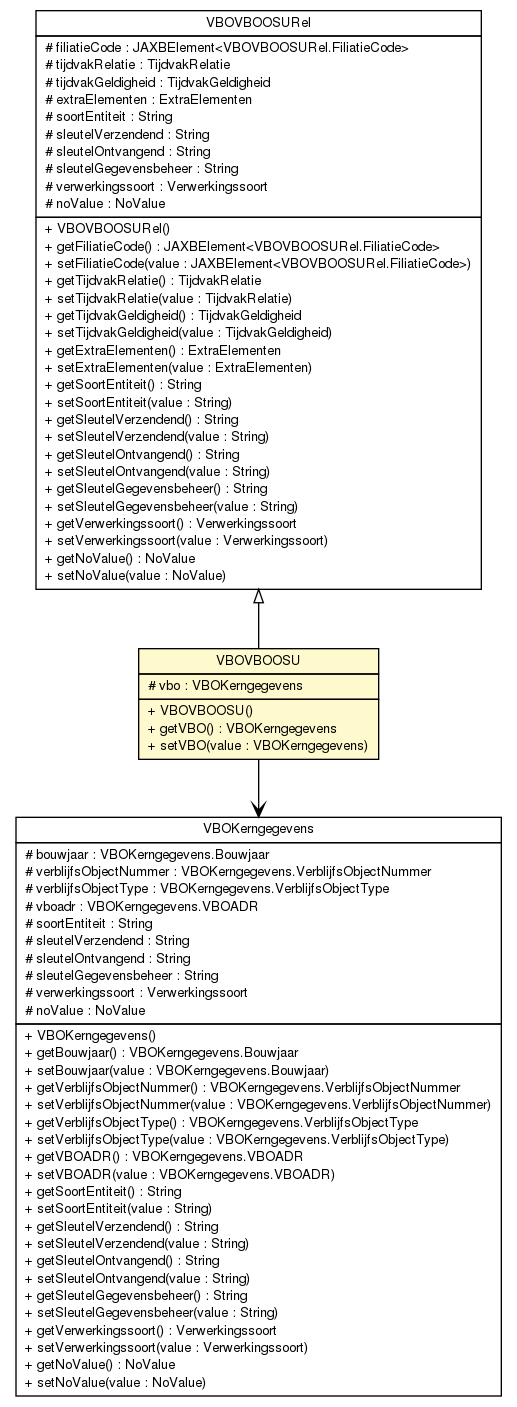 VBOVBOOSURel
# filiatieCode : JAXBElement<VBOVBOOSURel.FiliatieCode>
# tijdvakRelatie : TijdvakRelatie
# tijdvakGeldigheid : TijdvakGeldigheid
# extraElementen : ExtraElementen
# soortEntiteit : String
# sleutelVerzendend : String
# sleutelOntvangend : String
# sleutelGegevensbeheer : String
# verwerkingssoort : Verwerkingssoort
# noValue : NoValue
+ VBOVBOOSURel()
+ getFiliatieCode() : JAXBElement<VBOVBOOSURel.FiliatieCode>
+ setFiliatieCode(value : JAXBElement<VBOVBOOSURel.FiliatieCode>)
+ getTijdvakRelatie() : TijdvakRelatie
+ setTijdvakRelatie(value : TijdvakRelatie)
+ getTijdvakGeldigheid() : TijdvakGeldigheid
+ setTijdvakGeldigheid(value : TijdvakGeldigheid)
+ getExtraElementen() : ExtraElementen
+ setExtraElementen(value : ExtraElementen)
+ getSoortEntiteit() : String
+ setSoortEntiteit(value : String)
+ getSleutelVerzendend() : String
+ setSleutelVerzendend(value : String)
+ getSleutelOntvangend() : String
+ setSleutelOntvangend(value : String)
+ getSleutelGegevensbeheer() : String
+ setSleutelGegevensbeheer(value : String)
+ getVerwerkingssoort() : Verwerkingssoort
+ setVerwerkingssoort(value : Verwerkingssoort)
+ getNoValue() : NoValue
+ setNoValue(value : NoValue)
VBOVBOOSU
# vbo : VBOKerngegevens
+ VBOVBOOSU()
+ getVBO() : VBOKerngegevens
+ setVBO(value : VBOKerngegevens)
VBOKerngegevens
# bouwjaar : VBOKerngegevens.Bouwjaar
# verblijfsObjectNummer : VBOKerngegevens.VerblijfsObjectNummer
# verblijfsObjectType : VBOKerngegevens.VerblijfsObjectType
# vboadr : VBOKerngegevens.VBOADR
# soortEntiteit : String
# sleutelVerzendend : String
# sleutelOntvangend : String
# sleutelGegevensbeheer : String
# verwerkingssoort : Verwerkingssoort
# noValue : NoValue
+ VBOKerngegevens()
+ getBouwjaar() : VBOKerngegevens.Bouwjaar
+ setBouwjaar(value : VBOKerngegevens.Bouwjaar)
+ getVerblijfsObjectNummer() : VBOKerngegevens.VerblijfsObjectNummer
+ setVerblijfsObjectNummer(value : VBOKerngegevens.VerblijfsObjectNummer)
+ getVerblijfsObjectType() : VBOKerngegevens.VerblijfsObjectType
+ setVerblijfsObjectType(value : VBOKerngegevens.VerblijfsObjectType)
+ getVBOADR() : VBOKerngegevens.VBOADR
+ setVBOADR(value : VBOKerngegevens.VBOADR)
+ getSoortEntiteit() : String
+ setSoortEntiteit(value : String)
+ getSleutelVerzendend() : String
+ setSleutelVerzendend(value : String)
+ getSleutelOntvangend() : String
+ setSleutelOntvangend(value : String)
+ getSleutelGegevensbeheer() : String
+ setSleutelGegevensbeheer(value : String)
+ getVerwerkingssoort() : Verwerkingssoort
+ setVerwerkingssoort(value : Verwerkingssoort)
+ getNoValue() : NoValue
+ setNoValue(value : NoValue)